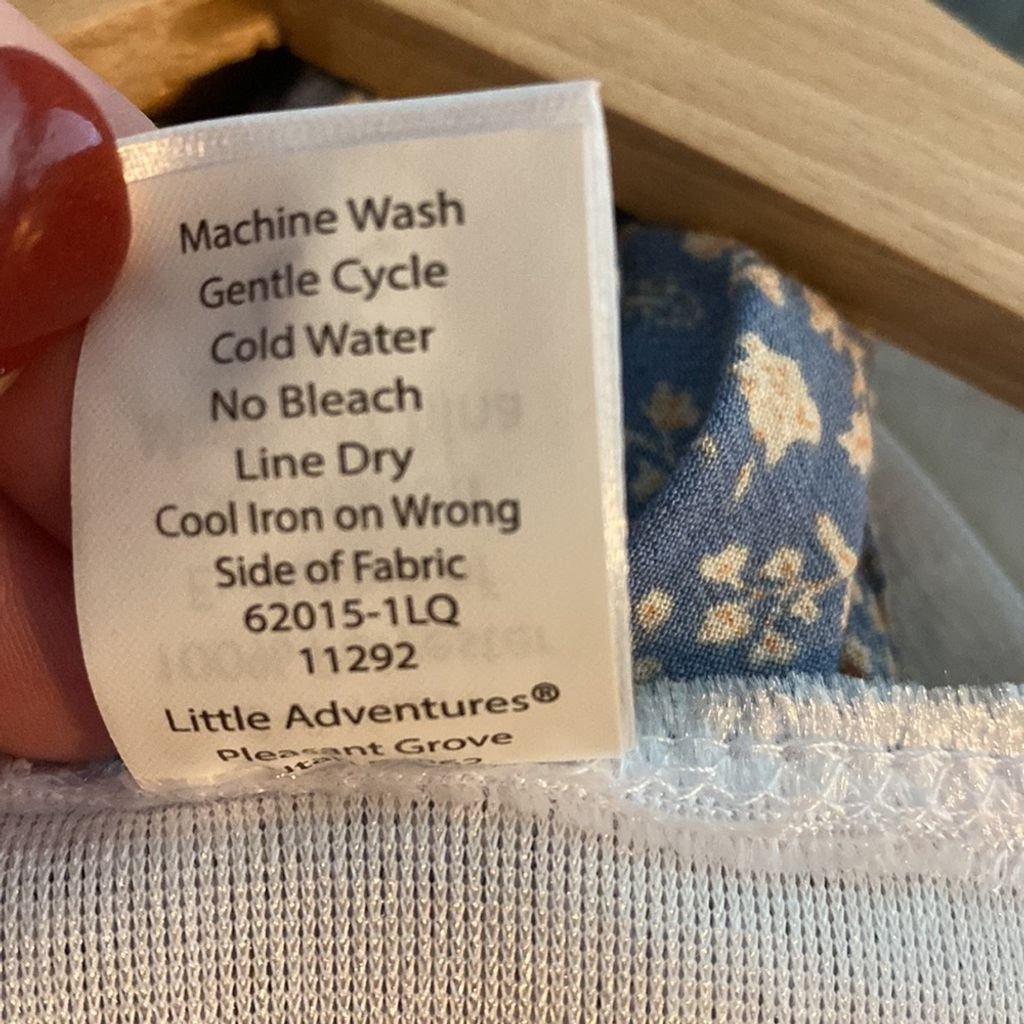 Machine Wash
Gentle Cycle
Cold Water
No Bleach
Line Dry
Cool Iron on Wrong
Side of Fabric
62015-1LQ
11292
Little Adventures®
Pleasant Grove